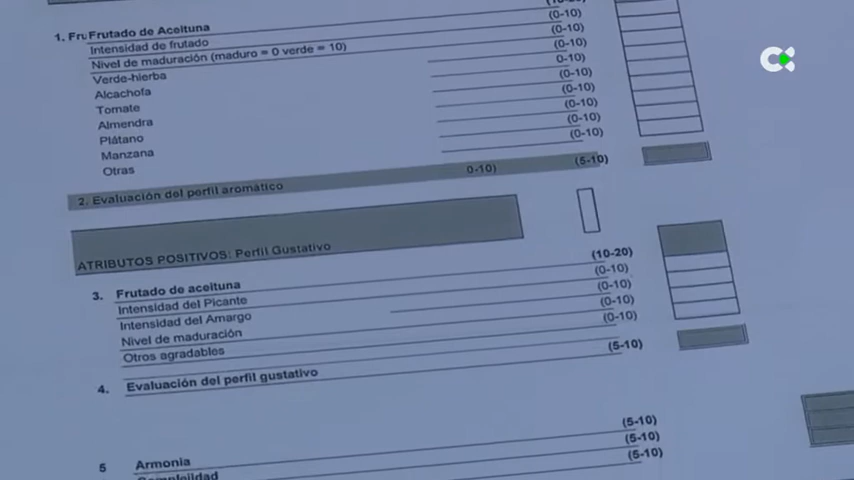 1. Fru Frutado de Aceituna
Intensidad de frutado (0-10)
Nivel de maduración (maduro = 0 verde = 10) (0-10)
Verde-hierba (0-10)
Alcachofa 0-10)
Tomate (0-10)
Almendra (0-10)
Plátano (0-10)
Manzana (0-10)
Otras (0-10)
2. Evaluación del perfil aromático 0-10) (5-10)
ATRIBUTOS POSITIVOS: Perfil Gustativo
3. Frutado de aceituna (10-20)
Intensidad del Picante (0-10)
Intensidad del Amargo (0-10)
Nivel de maduración (0-10)
Otros agradables (0-10)
4. Evaluación del perfil gustativo (5-10)
5 Armonia (5-10)
Complejidad (5-10)
(5-10)